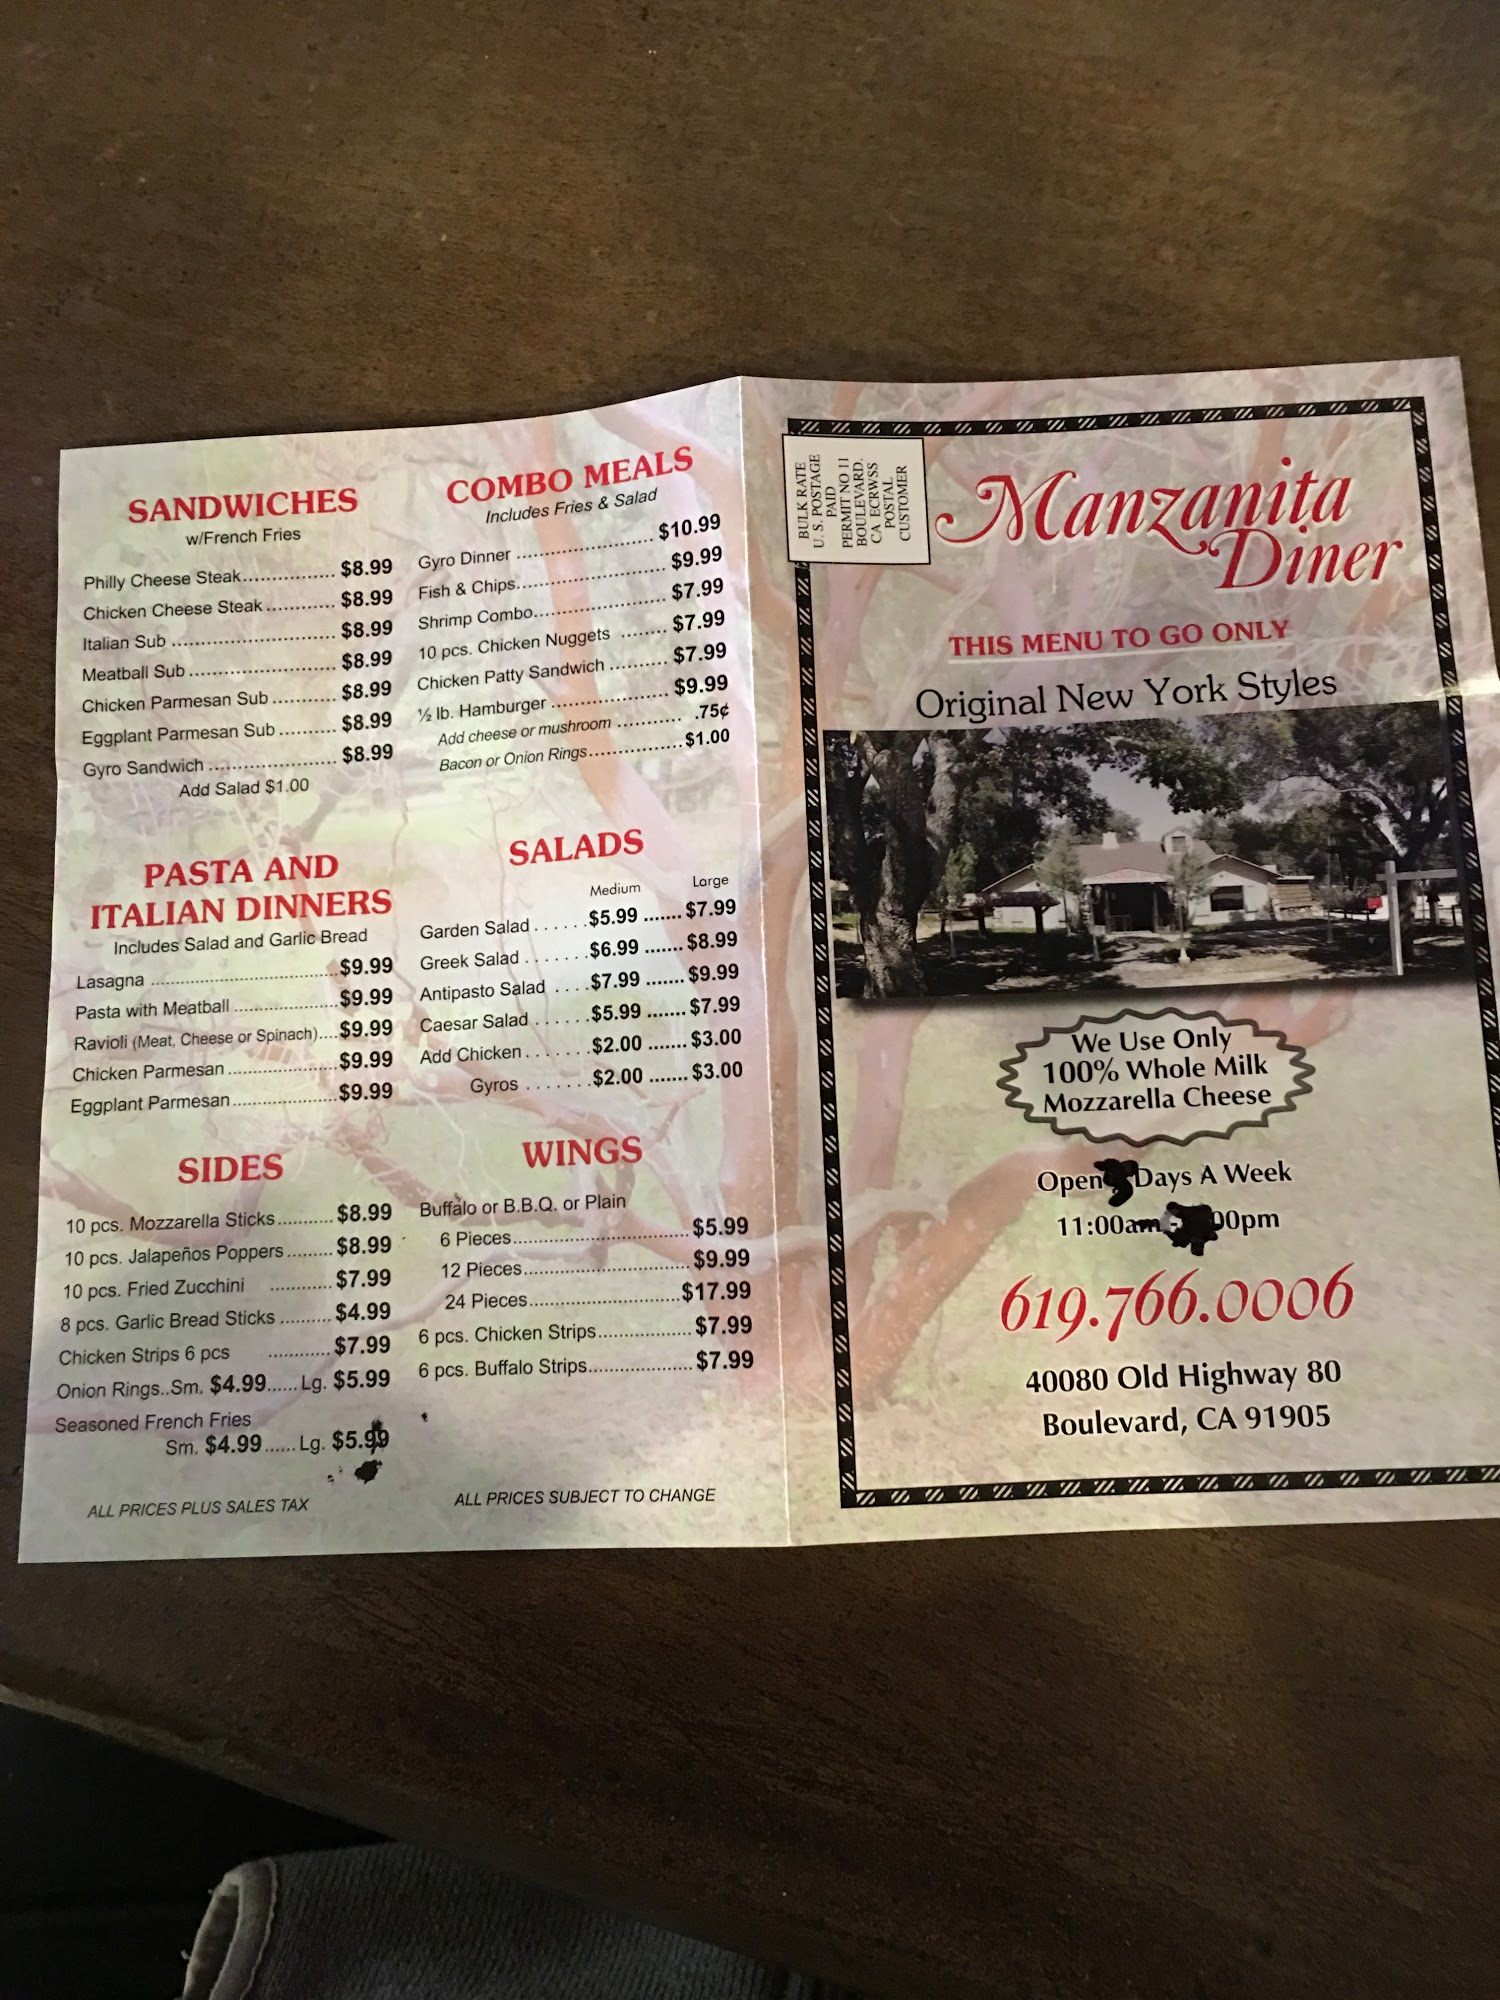 SANDWICHES
w/French Fries
Philly Cheese Steak................ $8.99
Chicken Cheese Steak............ $8.99
Italian Sub ............................. $8.99
Meatball Sub.......................... $8.99
Chicken Parmesan Sub........... $8.99
Eggplant Parmesan Sub.......... $8.99
Gyro Sandwich ...................... $8.99
Add Salad $1.00
PASTA AND
ITALIAN DINNERS
Includes Salad and Garlic Bread
Lasagna .................................$9.99
Pasta with Meatball ..................$9.99
Ravioli (Meat, Cheese or Spinach)....$9.99
Chicken Parmesan ...................$9.99
Eggplant Parmesan..................$9.99
SIDES
10 pcs. Mozzarella Sticks........... $8.99
10 pcs. Jalapeños Poppers......... $8.99
10 pcs. Fried Zucchini ............ $7.99
8 pcs. Garlic Bread Sticks .......... $4.99
Chicken Strips 6 pcs ............ $7.99
Onion Rings..Sm. $4.99...... Lg. $5.99
Seasoned French Fries
Sm. $4.99...... Lg. $5.99
ALL PRICES PLUS SALES TAX
COMBO MEALS
Includes Fries & Salad
Gyro Dinner ......................... $10.99
Fish & Chips........................... $9.99
Shrimp Combo........................ $7.99
10 pcs. Chicken Nuggets ........ $7.99
Chicken Patty Sandwich .......... $7.99
½ lb. Hamburger ..................... $9.99
Add cheese or mushroom ........... .75¢
Bacon or Onion Rings................$1.00
SALADS
Medium Large
Garden Salad ...... $5.99 ....... $7.99
Greek Salad ....... $6.99 ....... $8.99
Antipasto Salad .... $7.99 ....... $9.99
Caesar Salad ...... $5.99 ....... $7.99
Add Chicken....... $2.00 ....... $3.00
Gyros ....... $2.00 ....... $3.00
WINGS
Buffalo or B.B.Q. or Plain
6 Pieces................................ $5.99
12 Pieces.............................. $9.99
24 Pieces............................$17.99
6 pcs. Chicken Strips................. $7.99
6 pcs. Buffalo Strips................... $7.99
ALL PRICES SUBJECT TO CHANGE
BULK RATE
U. S. POSTAGE
PAID
PERMIT NO 11
BOULEVARD.
CA ECRWSS
POSTAL
CUSTOMER
Manzanita
Diner
THIS MENU TO GO ONLY
Original New York Styles
We Use Only
100% Whole Milk
Mozzarella Cheese
Open Days A Week
11:00am - 00pm
619.766.0006
40080 Old Highway 80
Boulevard, CA 91905